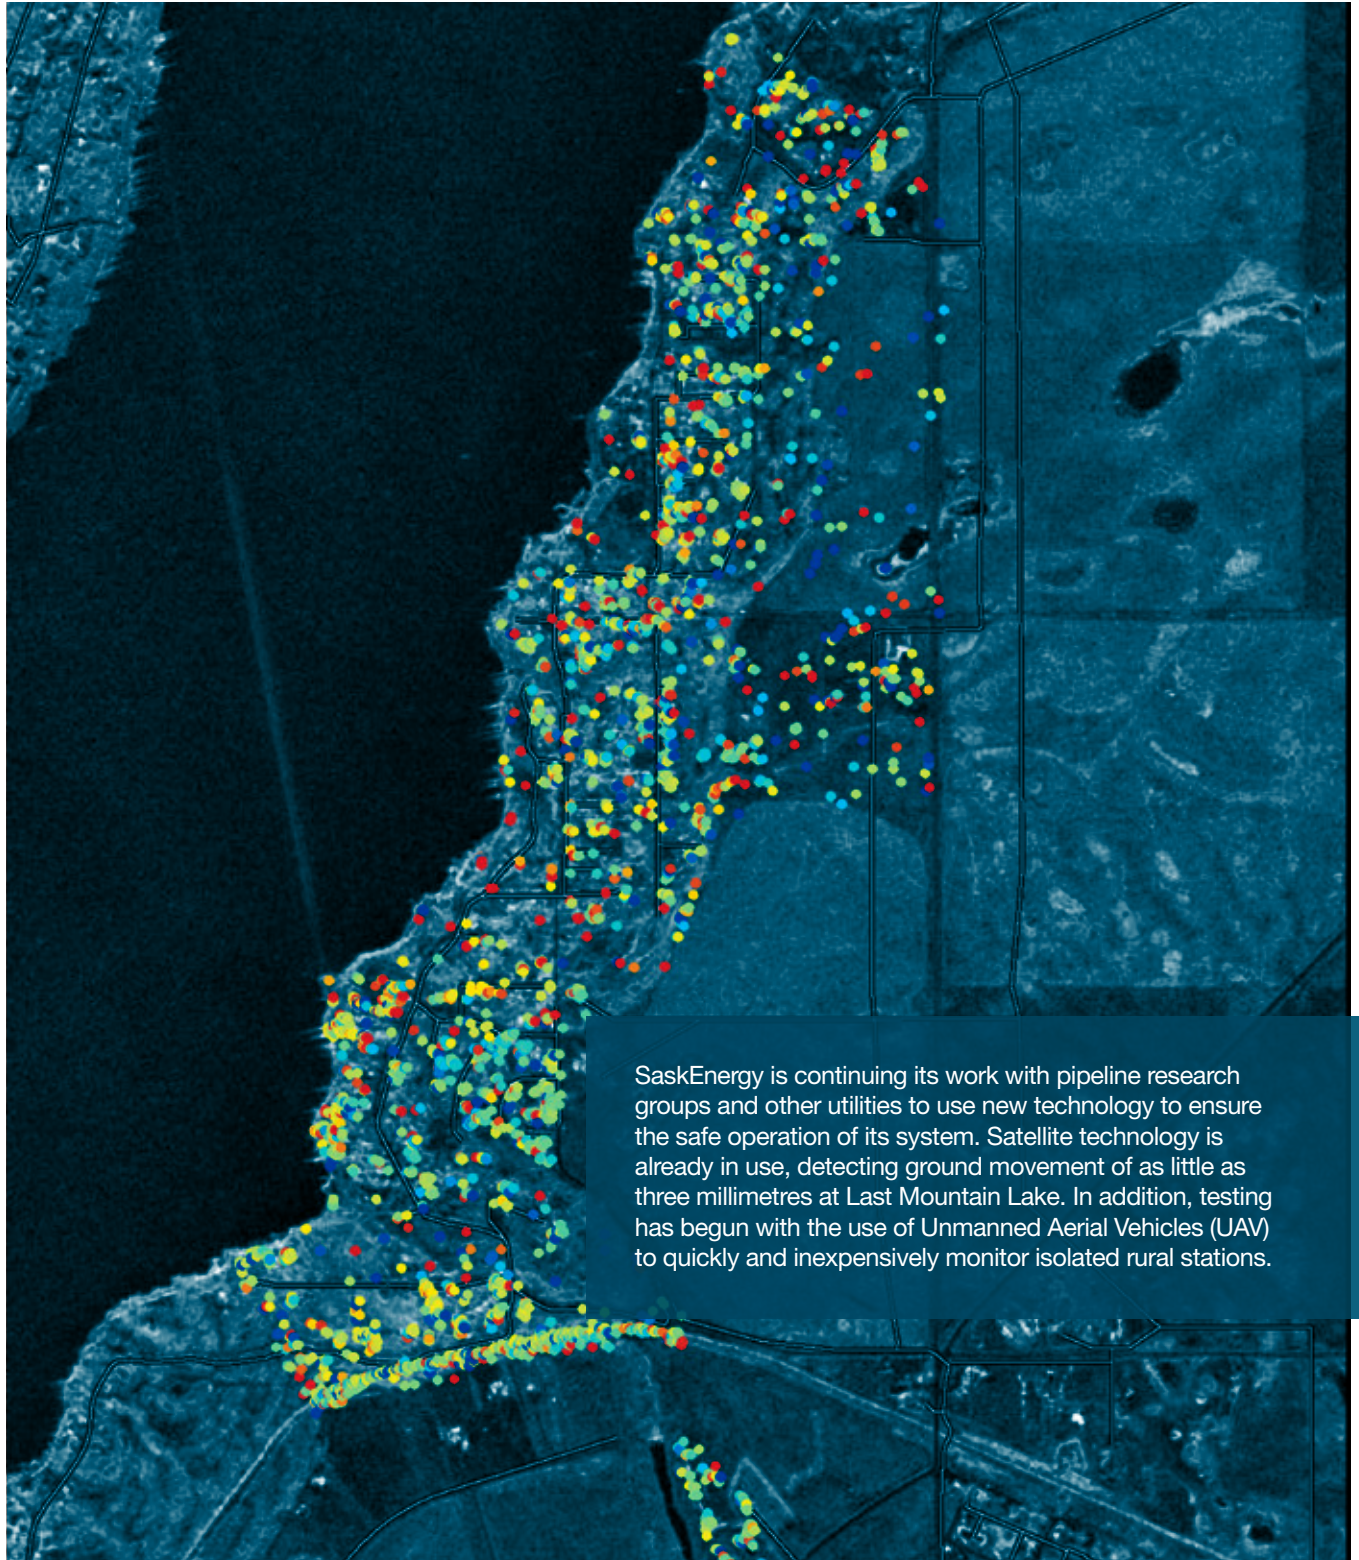 SaskEnergy is continuing its work with pipeline research
groups and other utilities to use new technology to ensure
the safe operation of its system. Satellite technology is
already in use, detecting ground movement of as little as
three millimetres at Last Mountain Lake. In addition, testing
has begun with the use of Unmanned Aerial Vehicles (UAV)
to quickly and inexpensively monitor isolated rural stations.